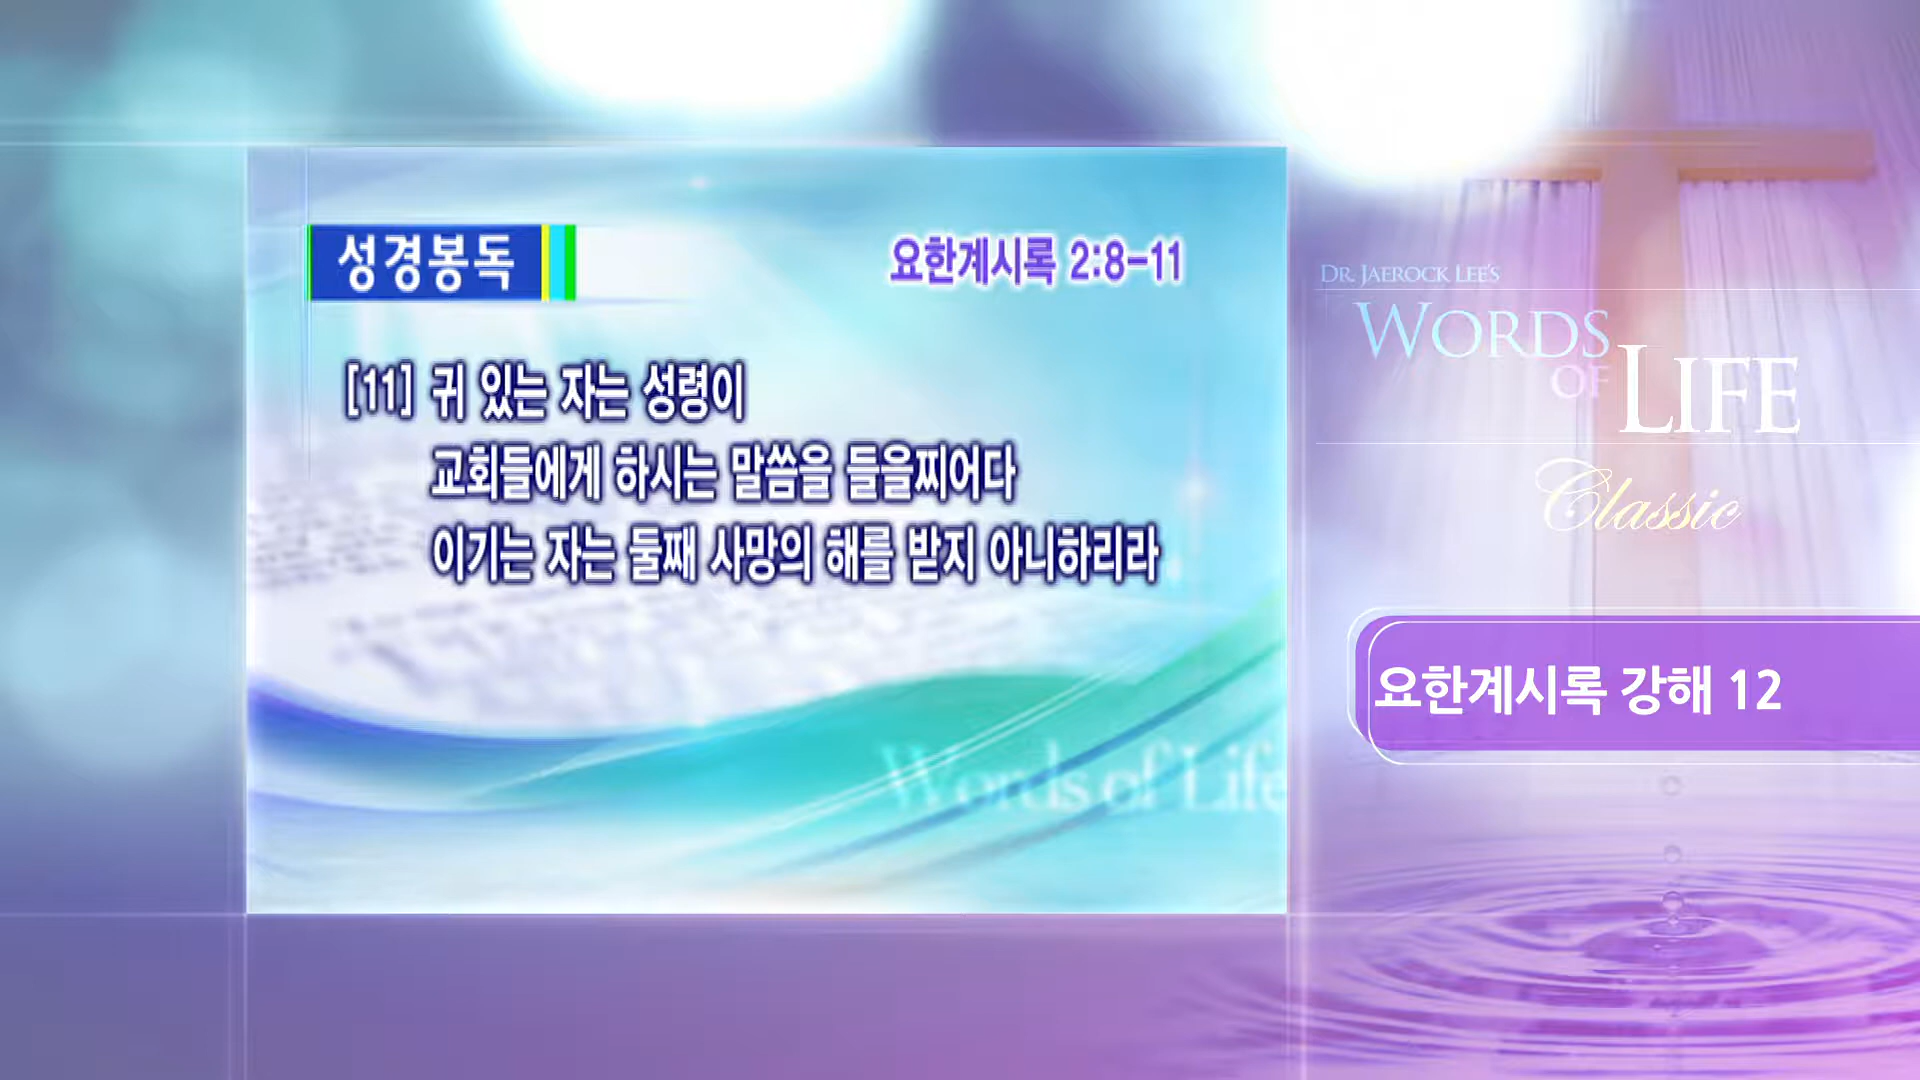 성경봉독
요한계시록 2:8-11
[11] 귀 있는 자는 성령이
교회들에게 하시는 말씀을 들을찌어다
이기는 자는 둘째 사망의 해를 받지 아니하리라
Words of Life
DR. JAEROCK LEE'S
WORDS
OF LIFE
Classic
요한계시록 강해 12